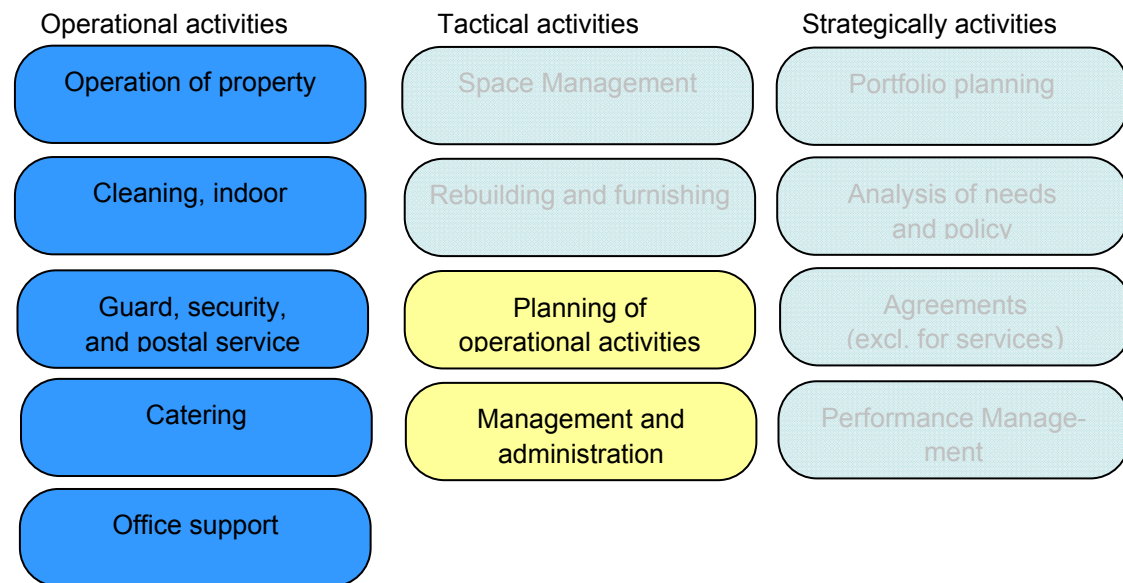 Operational activities
Operation of property
Cleaning, indoor
Guard, security,
and postal service
Catering
Office support
Tactical activities
Space Management
Rebuilding and furnishing
Planning of
operational activities
Management and
administration
Strategically activities
Portfolio planning
Analysis of needs
and policy
Agreements
(excl. for services)
Performance Manage-
ment